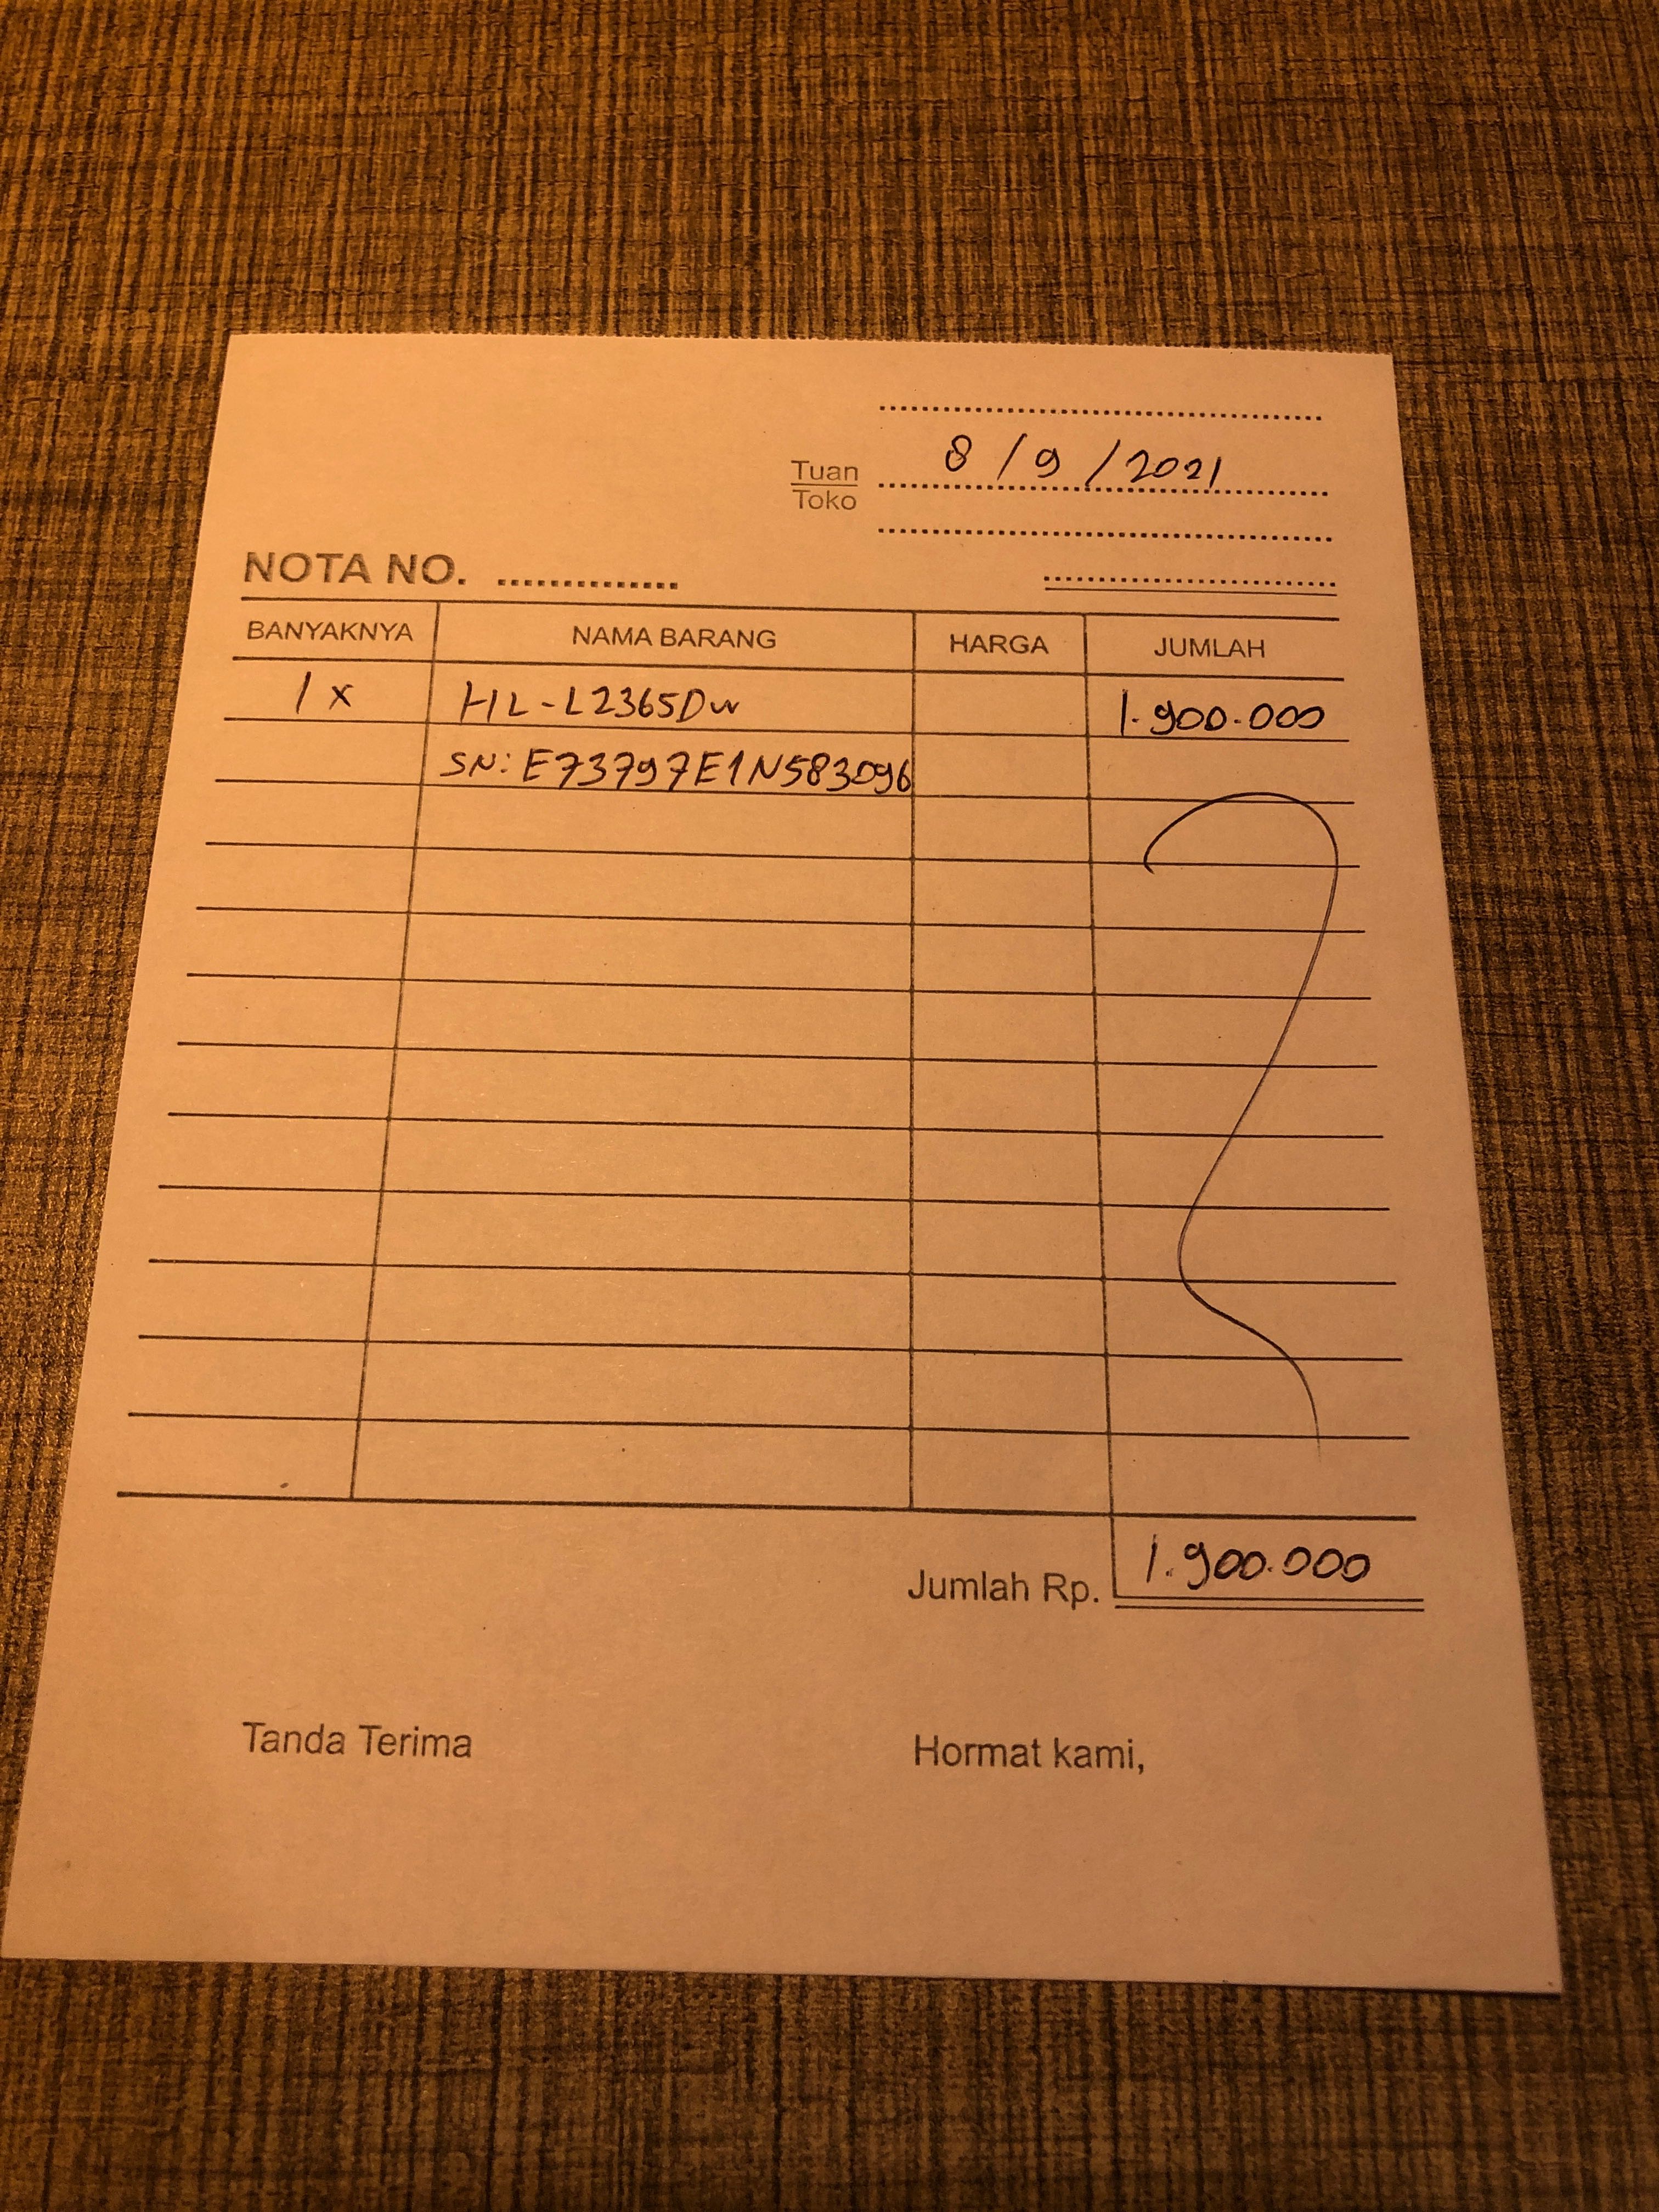 8/9/2021
Tuan
Toko
NOTA NO. ..............
BANYAKNYA NAMA BARANG HARGA JUMLAH
1 x HL-L2365DW 1.900.000
SN: E73797E1N583096
Jumlah Rp. 1.900.000
Tanda Terima Hormat kami,